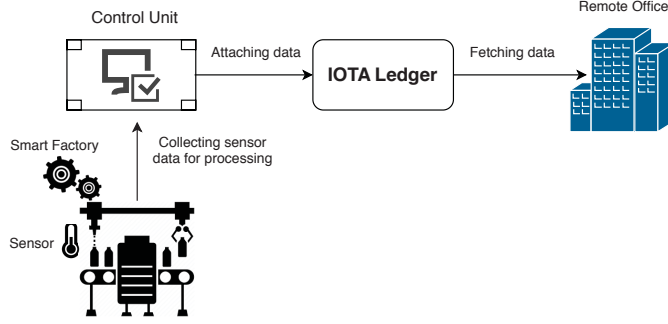 Remote Office
Control Unit
Attaching data
IOTA Ledger
Fetching data
Smart Factory
Collecting sensor
data for processing
Sensor